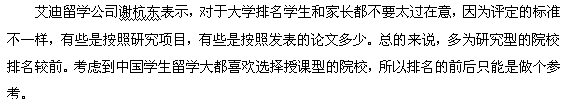 艾迪留学公司谢杭东表示，对于大学排名学生和家长都不要太过在意，因为评定的标准
不一样，有些是按照研究项目，有些是按照发表的论文多少。总的来说，多为研究型的院校
排名较前。考虑到中国学生留学大都喜欢选择授课型的院校，所以排名的前后只能是做个参
考。